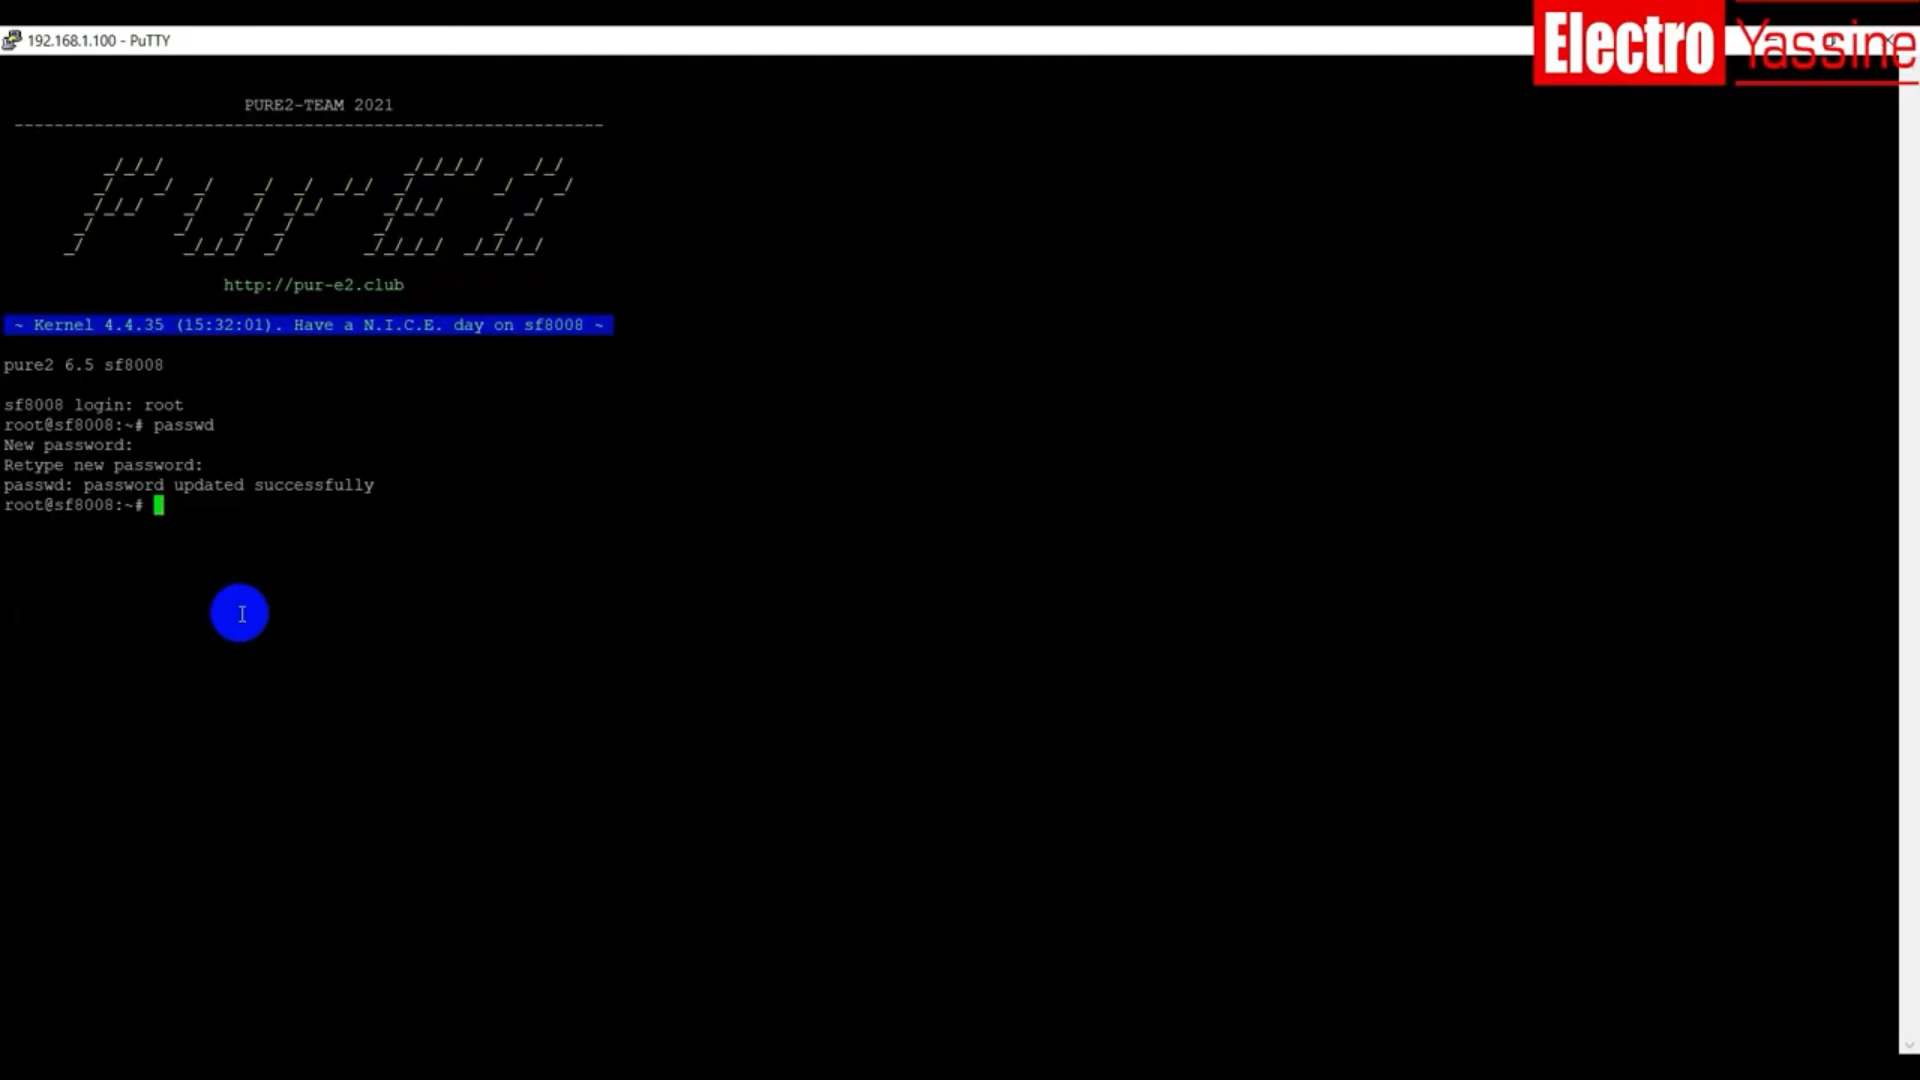 192.168.1.100 - PuTTY
Electro Yassine
PURE2-TEAM 2021
-----------------------------------------------------------
PurE2
http://pur-e2.club
~ Kernel 4.4.35 (15:32:01). Have a N.I.C.E. day on sf8008 ~
pure2 6.5 sf8008
sf8008 login: root
root@sf8008:~# passwd
New password:
Retype new password:
passwd: password updated successfully
root@sf8008:~#